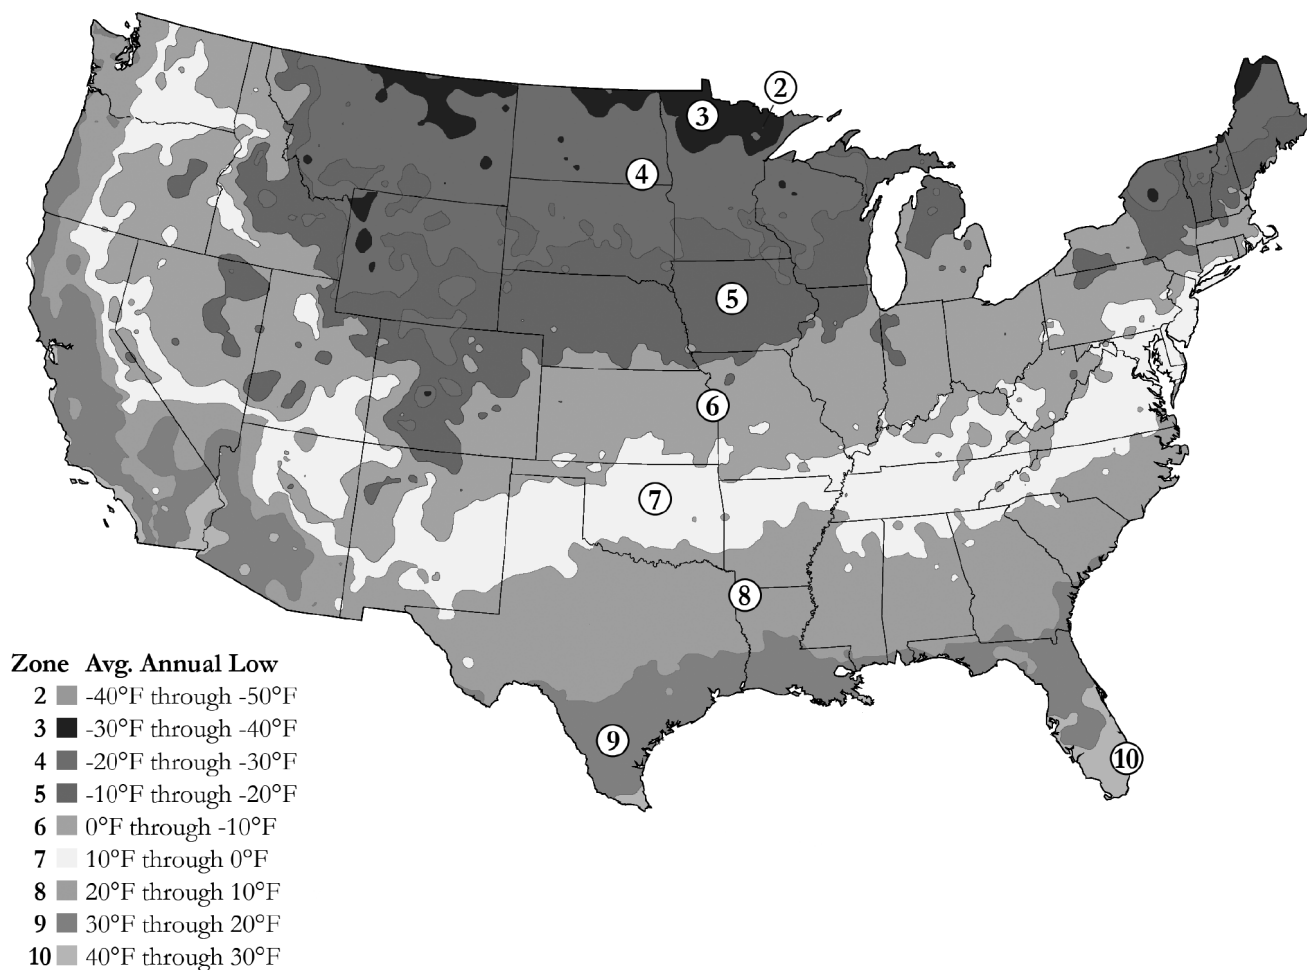 2
3
4
5
6
7
8
9
10
Zone Avg. Annual Low
2 -40°F through -50°F
3 -30°F through -40°F
4 -20°F through -30°F
5 -10°F through -20°F
6 0°F through -10°F
7 10°F through 0°F
8 20°F through 10°F
9 30°F through 20°F
10 40°F through 30°F